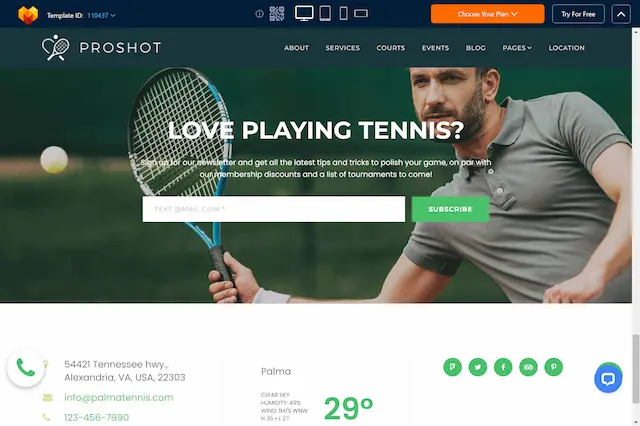 Template ID: 110437
Choose Your Plan
Try For Free
PROSHOT
ABOUT SERVICES COURTS EVENTS BLOG PAGES LOCATION
LOVE PLAYING TENNIS?
Sign up for our newsletter and get all the latest tips and tricks to polish your game, on par with
our membership discounts and a list of tournaments to come!
TEXT @MAIL.COM *
SUBSCRIBE
54421 Tennessee hwy.,
Alexandria, VA, USA, 22303
info@palmatennis.com
123-456-7890
Palma
CLEAR SKY
HUMIDITY: 49%
WIND: 1M/S WNW
29°